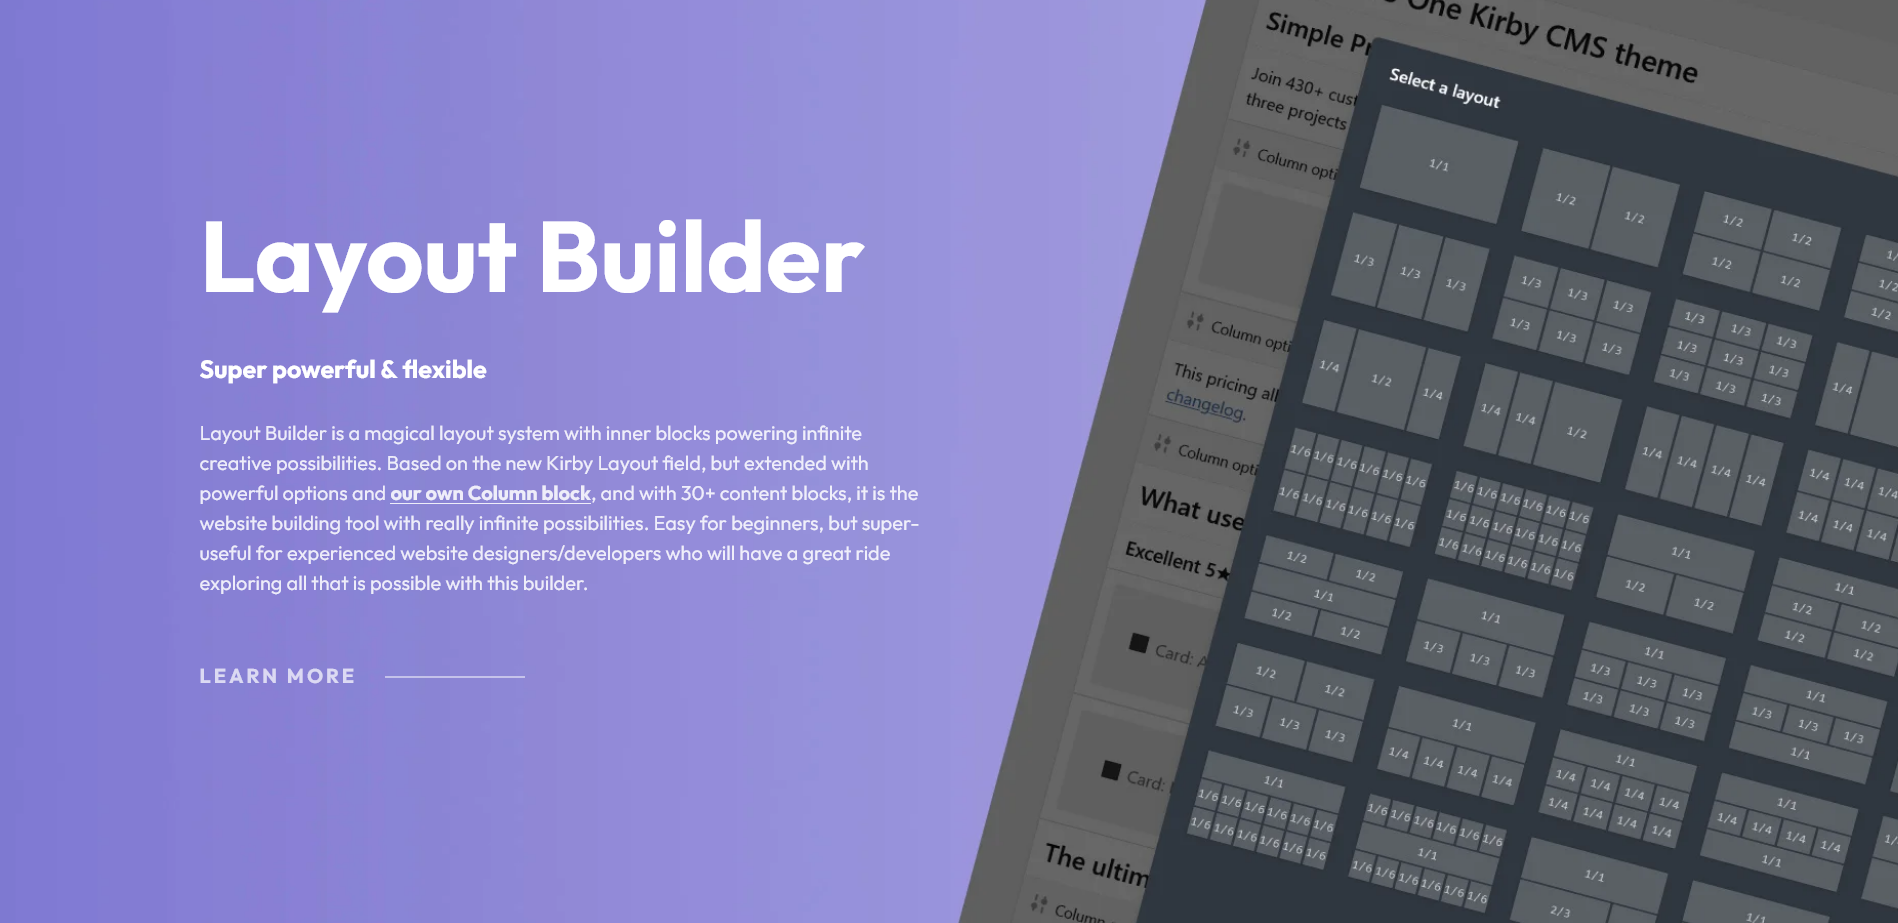 Layout Builder
Super powerful & flexible
Layout Builder is a magical layout system with inner blocks powering infinite
creative possibilities. Based on the new Kirby Layout field, but extended with
powerful options and our own Column block, and with 30+ content blocks, it is the
website building tool with really infinite possibilities. Easy for beginners, but super-
useful for experienced website designers/developers who will have a great ride
exploring all that is possible with this builder.
LEARN MORE
One Kirby CMS theme
Simple
Join 430+
three projects
Column
Column
This pricing
changelog.
Column
What
Excellent 5★
Card:
Card:
The
Column
Select a layout
1/1
1/2 1/2
1/2 1/2
1/2 1/2
1/2
1/2
1/3 1/3 1/3
1/3 1/3 1/3
1/3 1/3 1/3
1/3 1/3 1/3
1/3 1/3 1/3
1/3 1/3 1/3
1/4
1/4 1/2 1/4
1/4 1/4 1/2
1/4 1/4 1/4 1/4
1/4 1/4 1/4
1/4 1/4 1/4
1/6 1/6 1/6 1/6 1/6 1/6
1/6 1/6 1/6 1/6 1/6 1/6
1/6 1/6 1/6 1/6 1/6 1/6
1/6 1/6 1/6 1/6 1/6 1/6
1/6 1/6 1/6 1/6 1/6 1/6
1/1
1/2 1/2
1/1
1/2 1/2
1/2 1/2
1/2 1/2
1/1
1/2 1/2
1/1
1/3 1/3 1/3
1/1
1/3 1/3 1/3
1/3 1/3 1/3
1/1
1/3 1/3 1/3
1/1
1/2 1/2
1/3 1/3 1/3
1/1
1/4 1/4 1/4 1/4
1/1
1/4 1/4 1/4 1/4
1/4 1/4 1/4 1/4
1/1
1/4 1/4 1/4 1/4
1/1
1/1
1/6 1/6 1/6 1/6 1/6 1/6
1/6 1/6 1/6 1/6 1/6 1/6
1/6 1/6 1/6 1/6 1/6 1/6
1/1
1/6 1/6 1/6 1/6 1/6 1/6
1/1
2/3
1/1